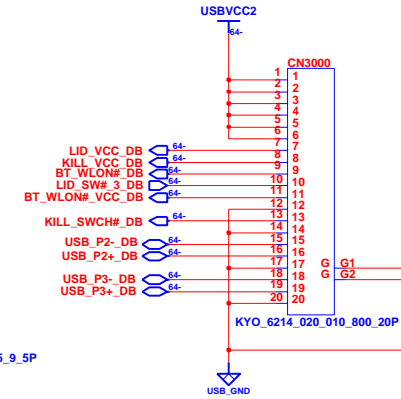 USBVCC2
64-
CN3000
1 1
2 2
3 3
4 4
5 5
6 6
LID_VCC_DB 64- 7 7
KILL_VCC_DB 64- 8 8
BT_WLON#_DB 64- 9 9
LID_SW#_3_DB 64- 10 10
BT_WLON#_VCC_DB 64- 11 11
12 12
KILL_SWCH#_DB 64- 13 13
14 14
USB_P2-_DB 64- 15 15
USB_P2+_DB 64- 16 16
17 17 G G1
USB_P3-_DB 64- 18 18 G G2
USB_P3+_DB 64- 19 19
20 20
KYO_6214_020_010_800_20P
5_9_5P
USB_GND